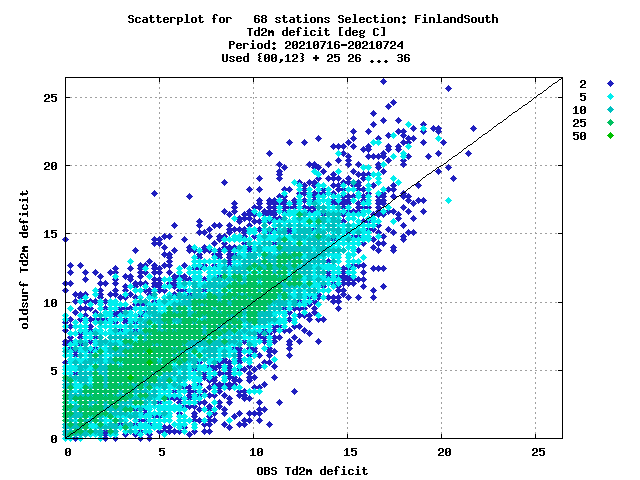 Scatterplot for   68 stations Selection: FinlandSouth
Td2m deficit [deg C]
Period: 20210716-20210724
Used {00,12} + 25 26 ... 36
2
5
10
25
50
25
20
15
10
5
0
oldsurf Td2m deficit
0 5 10 15 20 25
OBS Td2m deficit